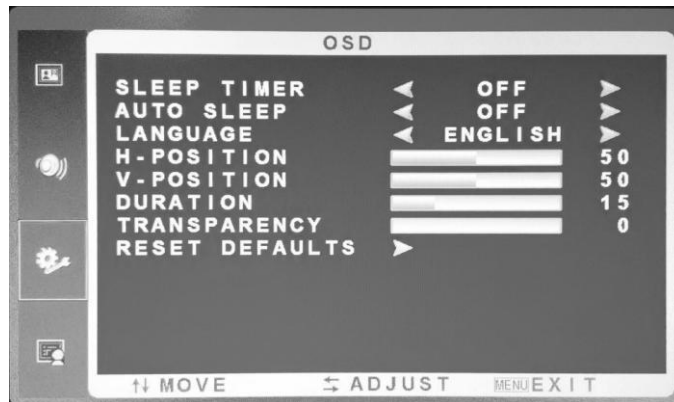 OSD
SLEEP TIMER ◄ OFF ►
AUTO SLEEP ◄ OFF ►
LANGUAGE ◄ ENGLISH ►
H-POSITION 50
V-POSITION 50
DURATION 15
TRANSPARENCY 0
RESET DEFAULTS ►
↑↓ MOVE ⇆ ADJUST MENU EXIT